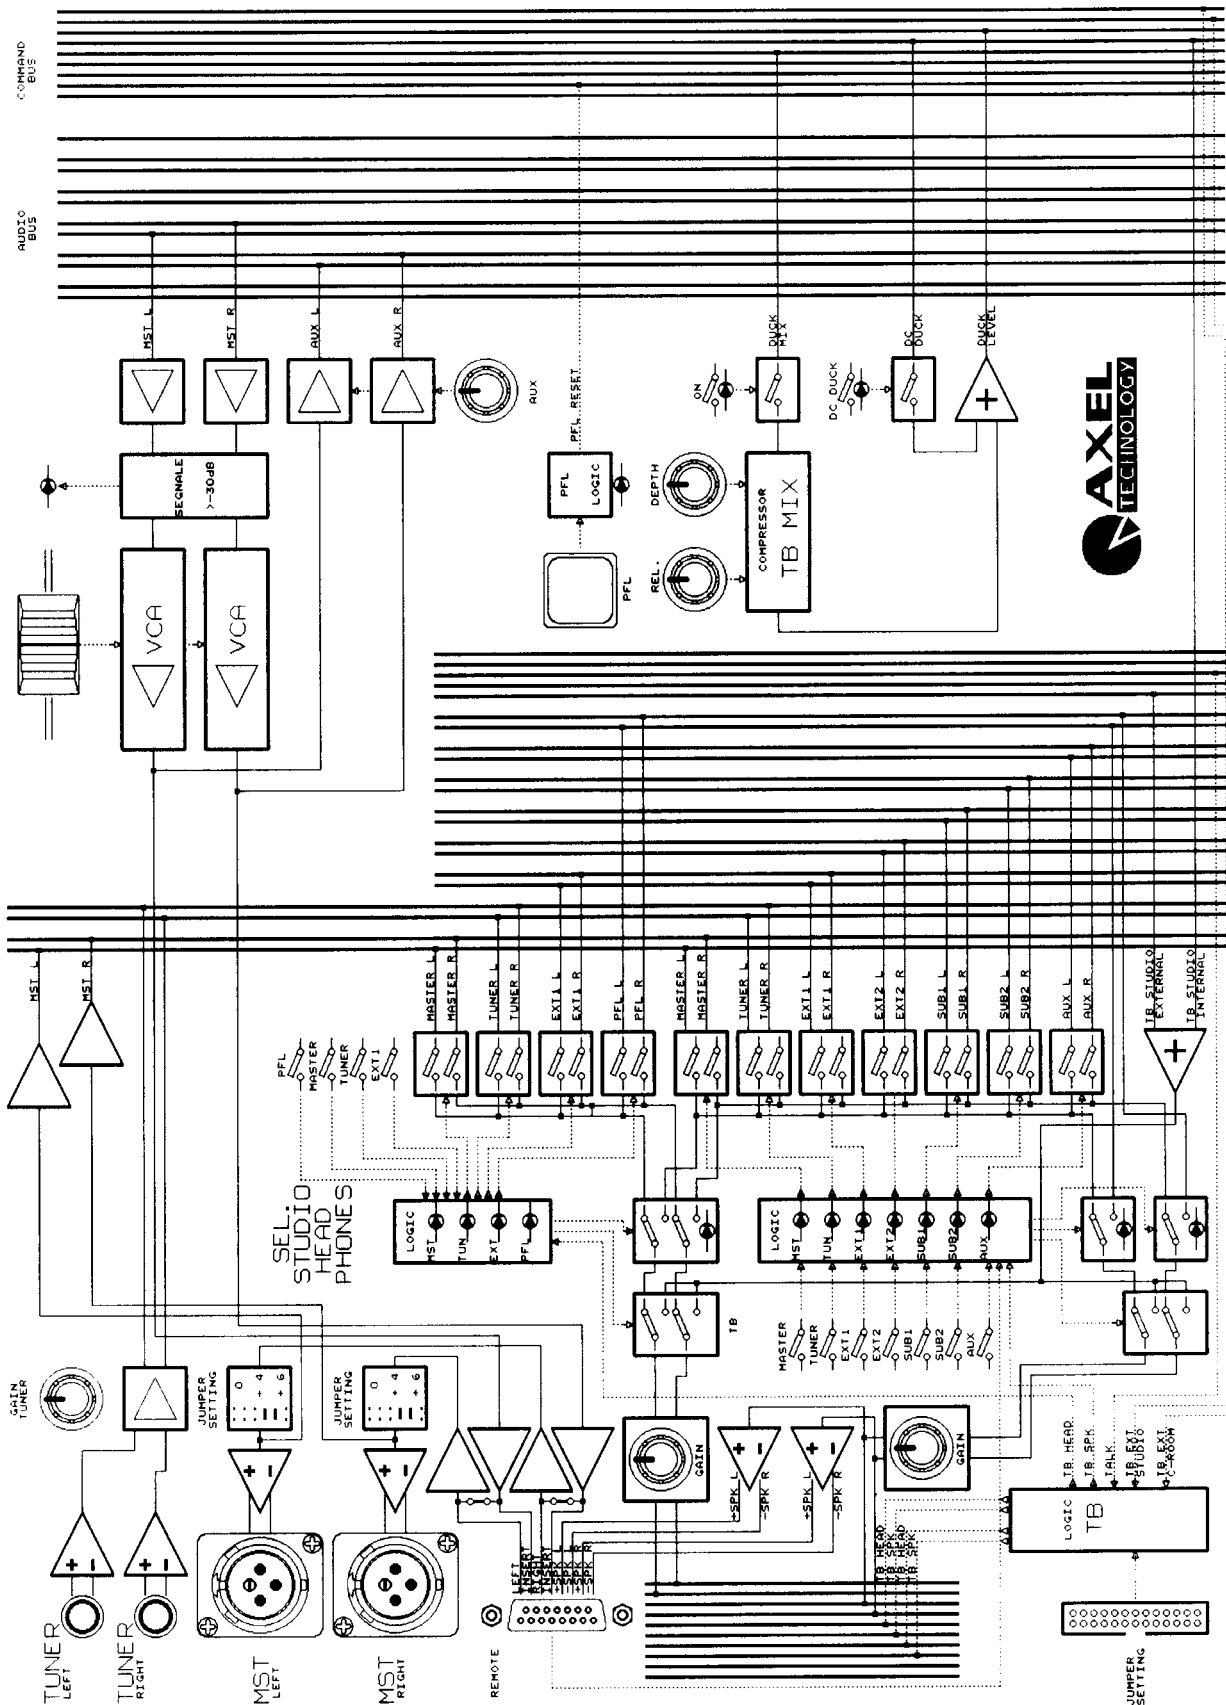 COMMAND
BUS
AUDIO
BUS
MST L
MST R
AUX L
AUX R
AUX
SEGNALE
>-30dB
VCA
VCA
PFL RESET
PFL
LOGIC
PFL
DEPTH
REL.
COMPRESSOR
TB MIX
ON
DUCK
MIX
DC DUCK
DC
DUCK
DUCK
LEVEL
AXEL
TECHNOLOGY
MST L
MST R
PFL
MASTER
TUNER
EXT1
MASTER L
MASTER R
TUNER L
TUNER R
EXT1 L
EXT1 R
PFL L
PFL R
MASTER L
MASTER R
TUNER L
TUNER R
EXT1 L
EXT1 R
EXT2 L
EXT2 R
SUB1 L
SUB1 R
SUB2 L
SUB2 R
AUX L
AUX R
TB STUDIO
EXTERNAL
TB STUDIO
INTERNAL
SEL.
STUDIO
HEAD
PHONES
LOGIC
MST
TUN
EXT
PFL
LOGIC
MST
TUN
EXT1
EXT2
SUB1
SUB2
AUX
TB
MASTER
TUNER
EXT1
EXT2
SUB1
SUB2
AUX
GAIN
TUNER
JUMPER
SETTING
0
+ 4
+ 6
JUMPER
SETTING
0
+ 4
+ 6
GAIN
+SPK L
-SPK R
+SPK L
-SPK R
GAIN
TB HEAD
TB SPK
TALK
TB EXT
STUDIO
TB EXT
C-ROOM
LOGIC
TB
TUNER
LEFT
TUNER
RIGHT
MST
LEFT
MST
RIGHT
REMOTE
LEFT
INSERT
RIGHT
INSERT
+SPK L
-SPK L
+SPK R
-SPK R
TB HEAD
TB SPK
TB HEAD
TB SPK
JUMPER
SETTING